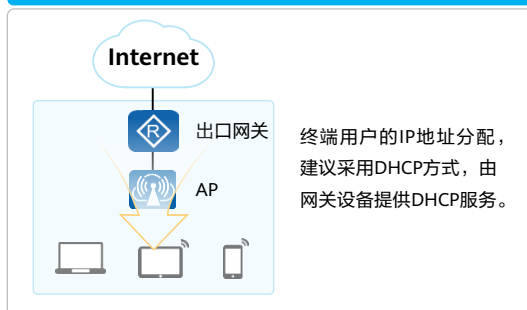 Internet
R
出口网关
AP
终端用户的IP地址分配，
建议采用DHCP方式，由
网关设备提供DHCP服务。